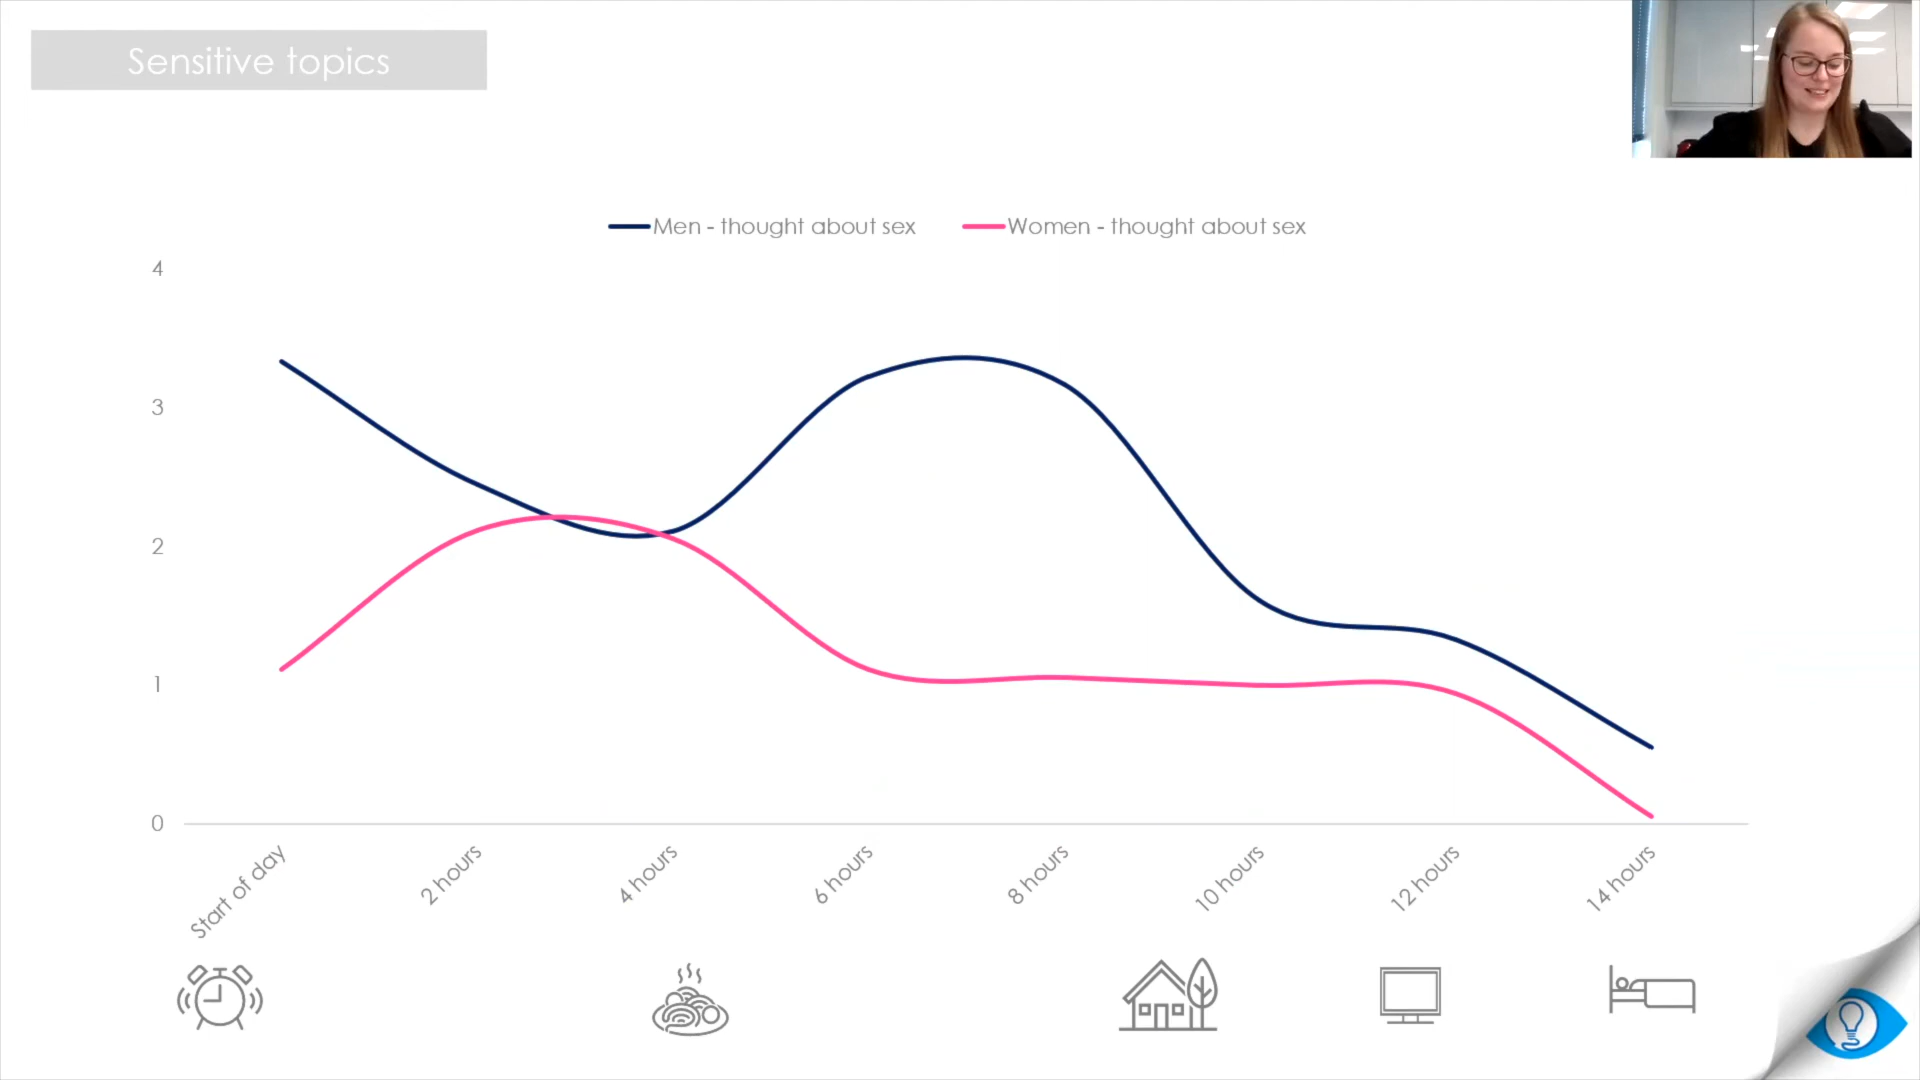 Sensitive topics
Men - thought about sex
Women - thought about sex
4
3
2
1
0
Start of day
2 hours
4 hours
6 hours
8 hours
10 hours
12 hours
14 hours